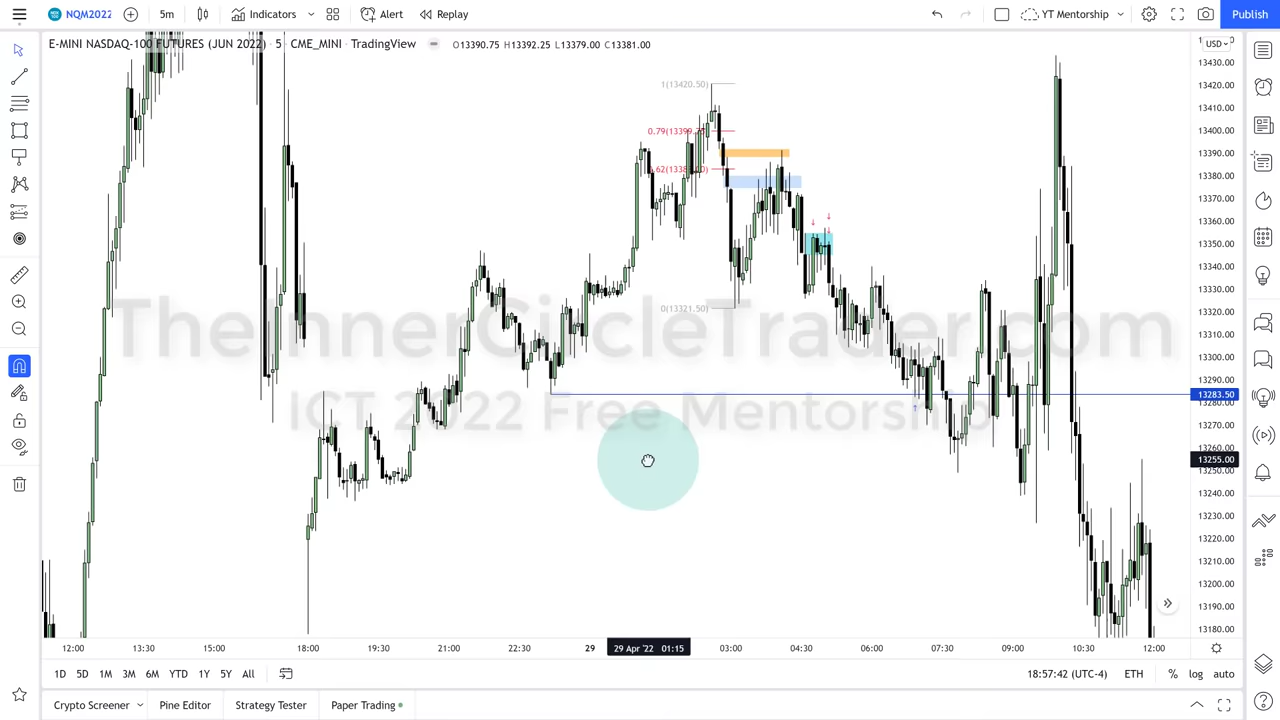 NQM2022
5m
Indicators
Alert
Replay
YT Mentorship
Publish
E-MINI NASDAQ-100 FUTURES (JUN 2022) · 5 · CME_MINI · TradingView
O13390.75 H13392.25 L13379.00 C13381.00
USD
13430.00
13420.00
13410.00
13400.00
13390.00
13380.00
13370.00
13360.00
13350.00
13340.00
13330.00
13320.00
13310.00
13300.00
13290.00
13283.50
13280.00
13270.00
13260.00
13255.00
13250.00
13240.00
13230.00
13220.00
13210.00
13200.00
13190.00
13180.00
1(13420.50)
0(13321.50)
TheInnerCircleTrader.com
ICT 2022 Free Mentorship
12:00 13:30 15:00 18:00 19:30 21:00 22:30 29 29 Apr '22 01:15 03:00 04:30 06:00 07:30 09:00 10:30 12:00
1D 5D 1M 3M 6M YTD 1Y 5Y All
18:57:42 (UTC-4) ETH % log auto
Crypto Screener Pine Editor Strategy Tester Paper Trading